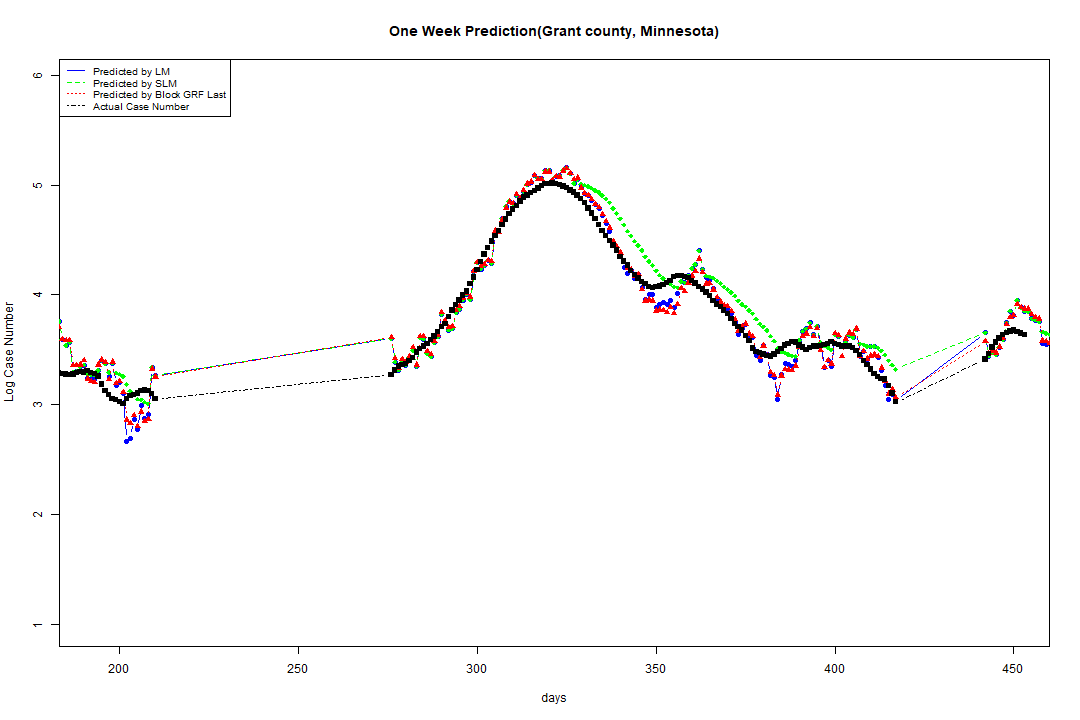 One Week Prediction(Grant county, Minnesota)
Predicted by LM
Predicted by SLM
Predicted by Block GRF Last
Actual Case Number
6
5
4
3
2
1
Log Case Number
200
250
300
350
400
450
days